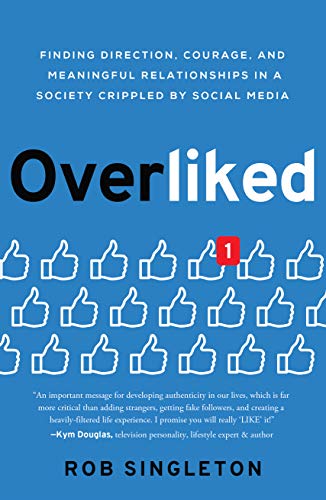 FINDING DIRECTION, COURAGE, AND
MEANINGFUL RELATIONSHIPS IN A
SOCIETY CRIPPLED BY SOCIAL MEDIA
Overliked
1
"An important message for developing authenticity in our lives, which is far
more critical than adding strangers, getting fake followers, and creating a
heavily-filtered life experience. I promise you will really 'LIKE' it!"
—Kym Douglas, television personality, lifestyle expert & author
ROB SINGLETON